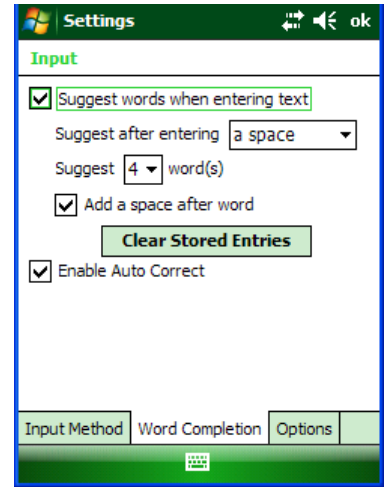 Settings ok
Input
Suggest words when entering text
Suggest after entering a space
Suggest 4 word(s)
Add a space after word
Clear Stored Entries
Enable Auto Correct
Input Method Word Completion Options